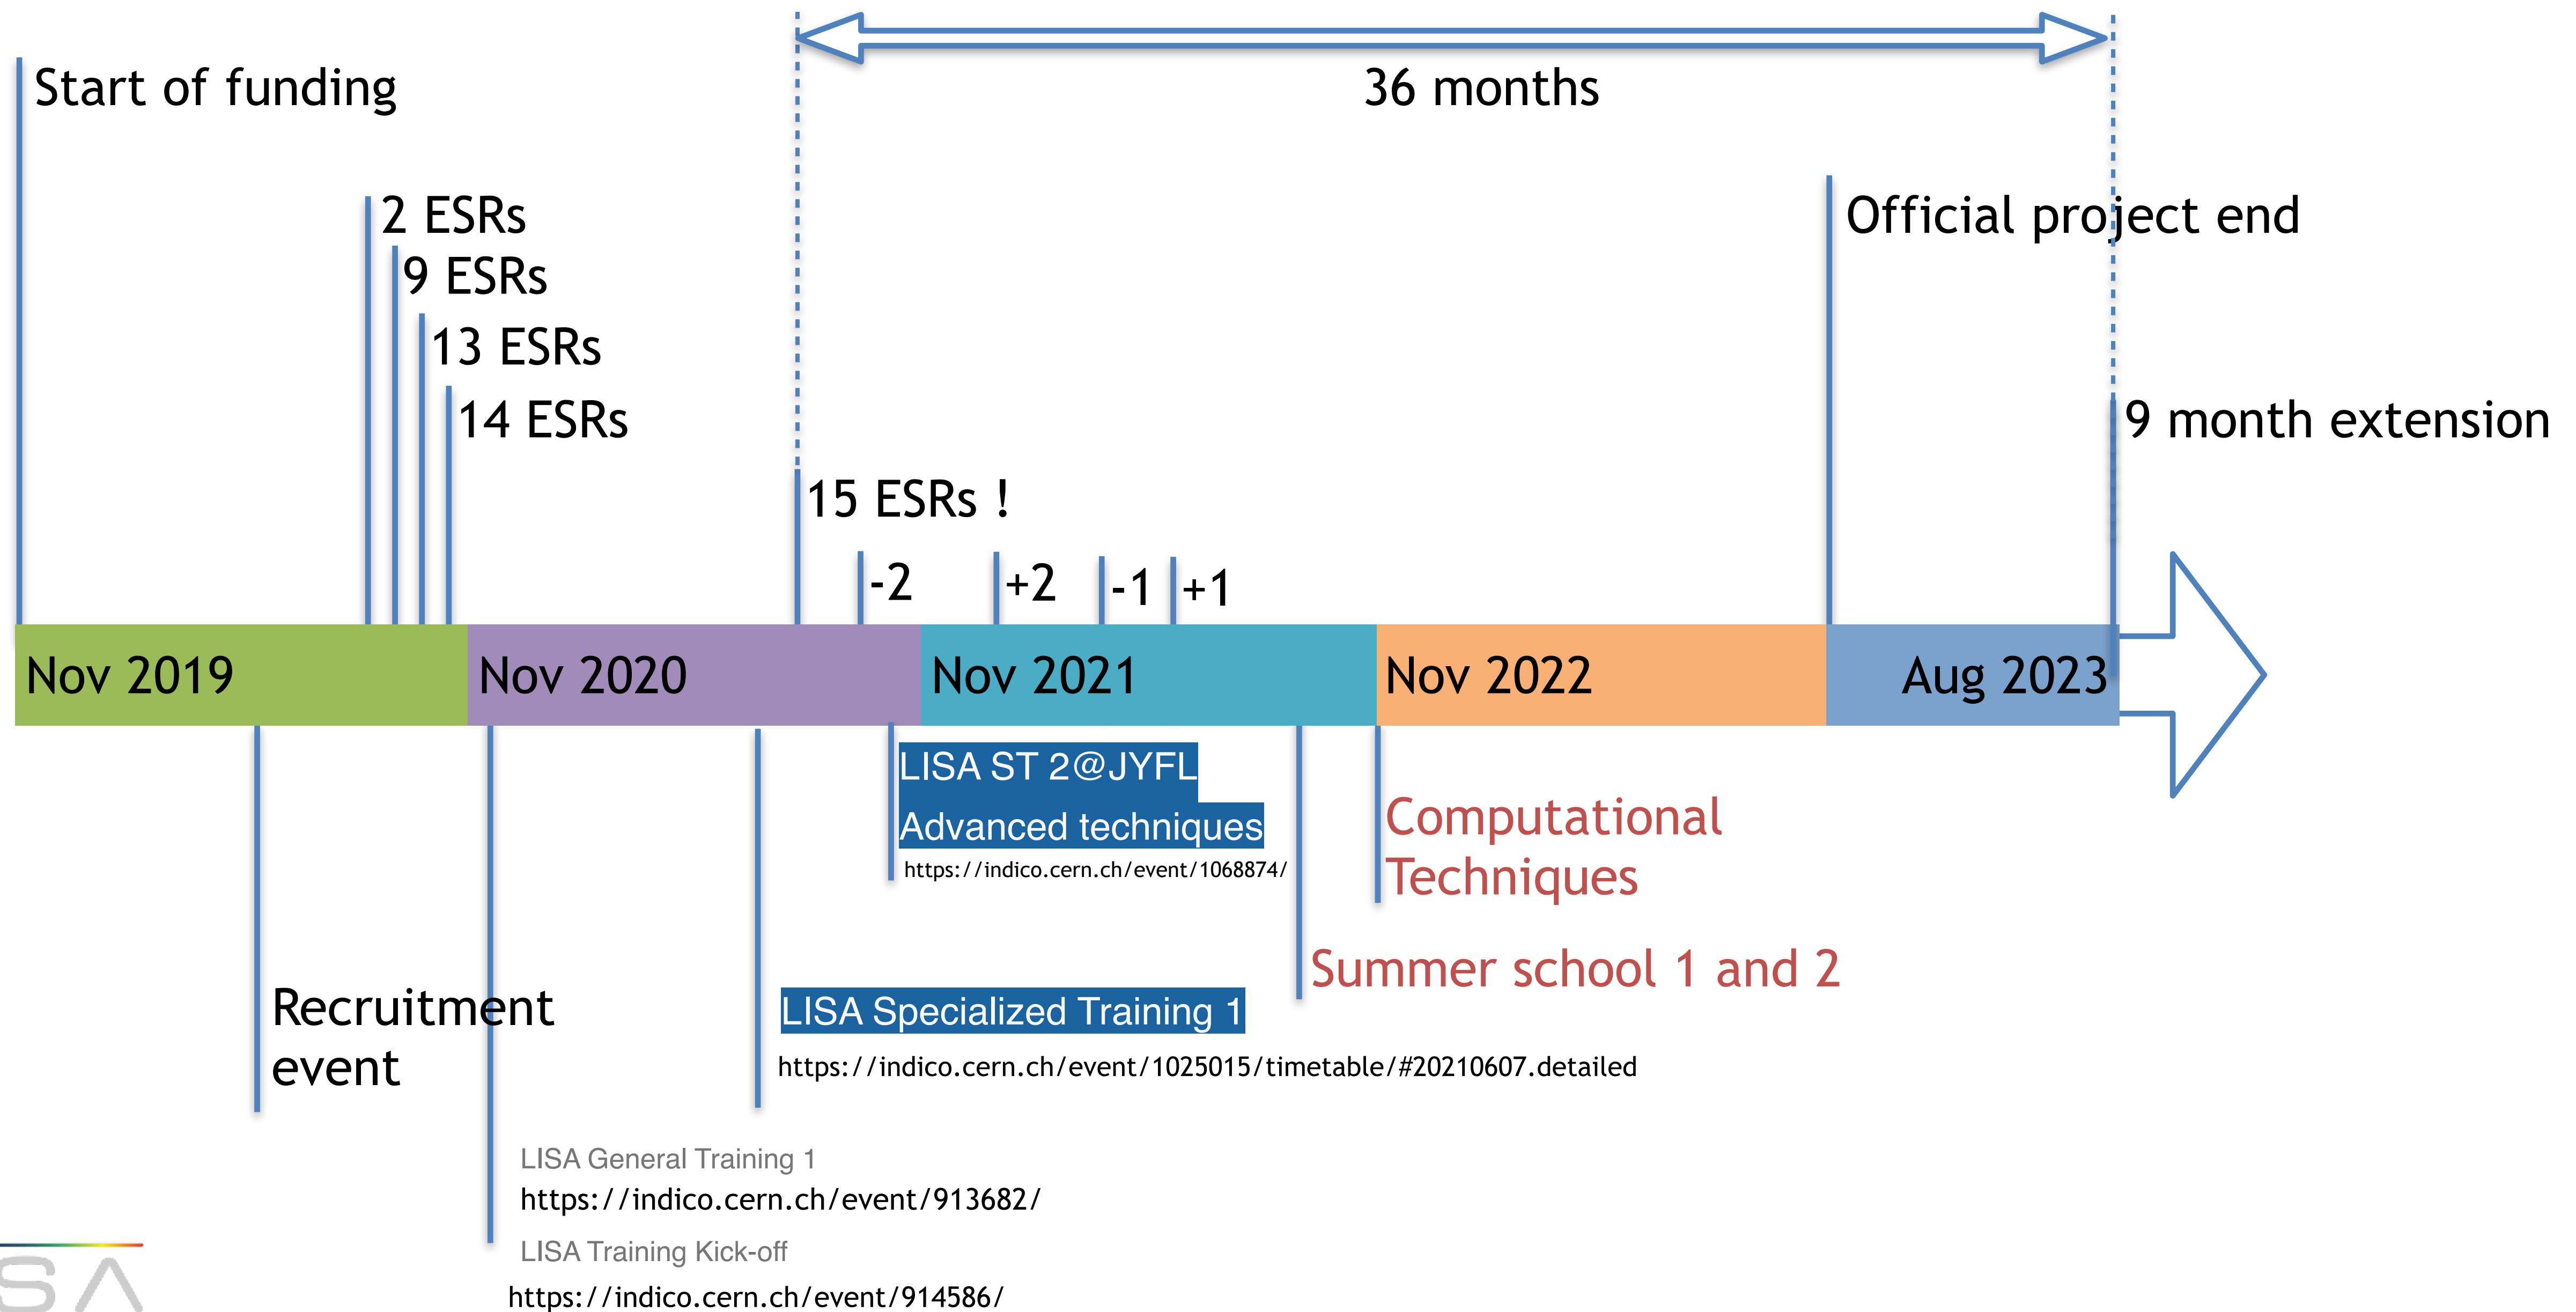 36 months
Start of funding
2 ESRs
9 ESRs
13 ESRs
14 ESRs
Official project end
9 month extension
15 ESRs !
-2
+2
-1
+1
Nov 2019
Nov 2020
Nov 2021
Nov 2022
Aug 2023
LISA ST 2@JYFL
Advanced techniques
https://indico.cern.ch/event/1068874/
Computational
Techniques
Summer school 1 and 2
Recruitment
event
LISA Specialized Training 1
https://indico.cern.ch/event/1025015/timetable/#20210607.detailed
LISA General Training 1
https://indico.cern.ch/event/913682/
LISA Training Kick-off
https://indico.cern.ch/event/914586/
SA